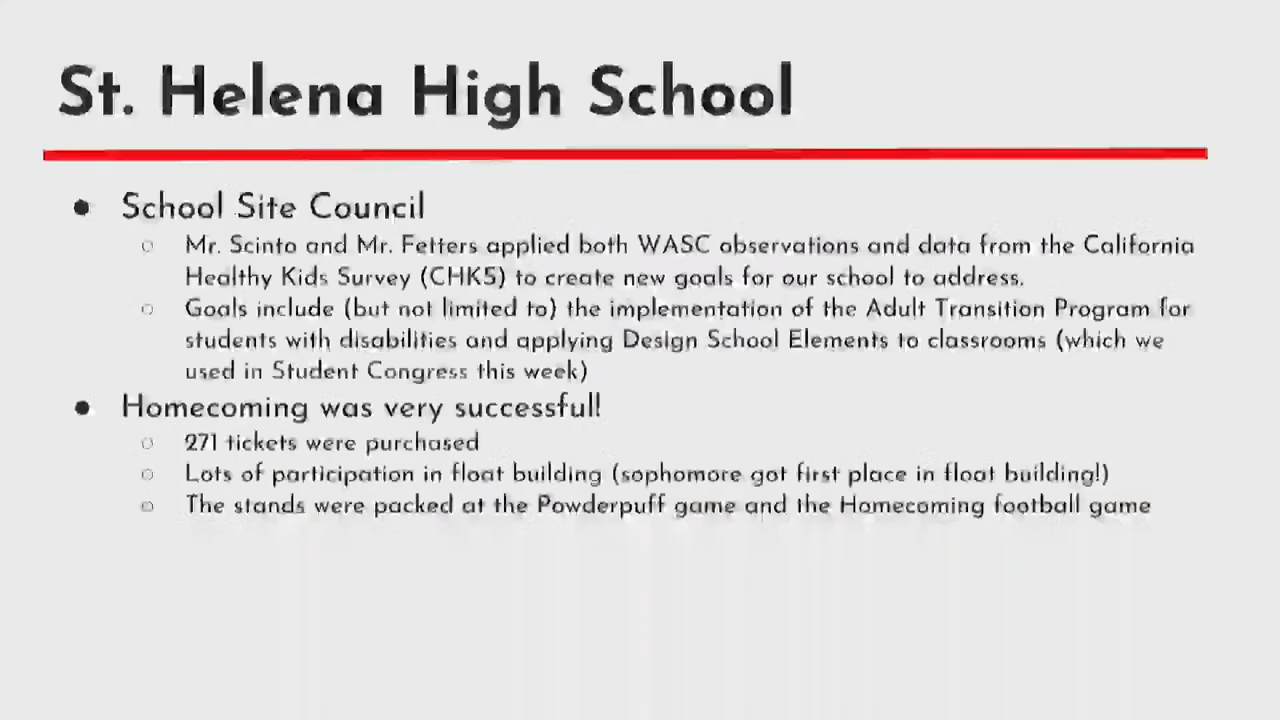 St. Helena High School
● School Site Council
○ Mr. Scinto and Mr. Fetters applied both WASC observations and data from the California
Healthy Kids Survey (CHKS) to create new goals for our school to address.
○ Goals include (but not limited to) the implementation of the Adult Transition Program for
students with disabilities and applying Design School Elements to classrooms (which we
used in Student Congress this week)
● Homecoming was very successful!
○ 271 tickets were purchased
○ Lots of participation in float building (sophomore got first place in float building!)
○ The stands were packed at the Powderpuff game and the Homecoming football game